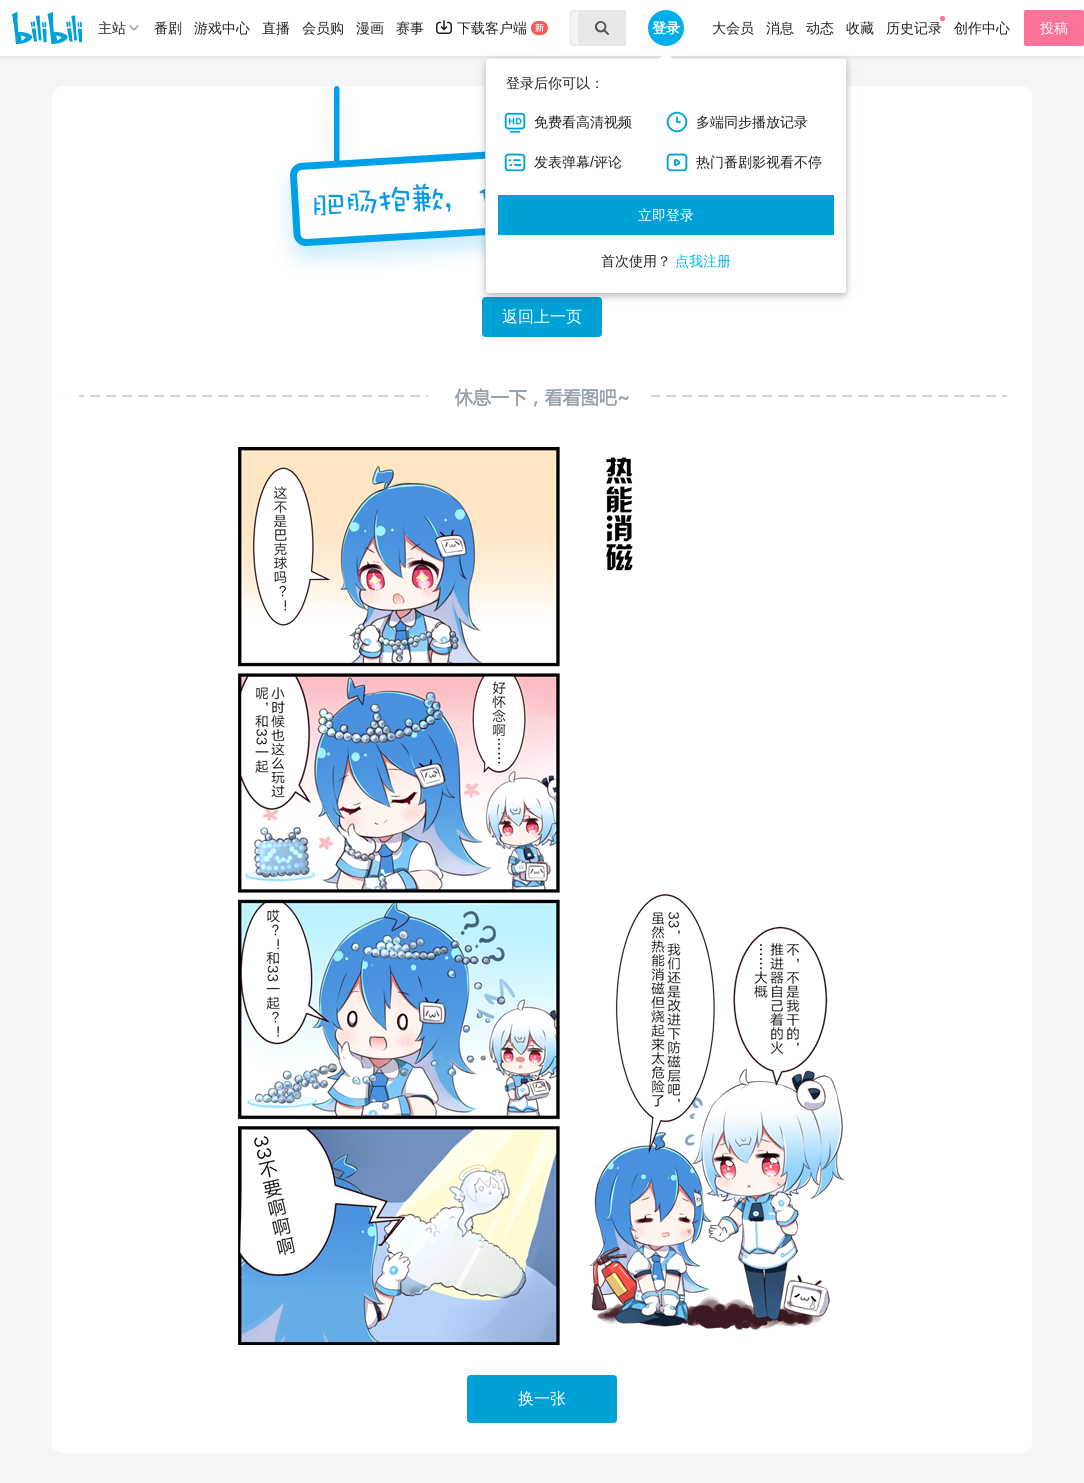 bilibili
主站
番剧
游戏中心
直播
会员购
漫画
赛事
下载客户端
新
登录
大会员
消息
动态
收藏
历史记录
创作中心
投稿
登录后你可以：
HD
免费看高清视频
多端同步播放记录
发表弹幕/评论
热门番剧影视看不停
立即登录
首次使用？
点我注册
肥肠抱歉，
返回上一页
休息一下，看看图吧~
热能消磁
这不是巴克球吗？！
好怀念啊……
小时候也这么玩过
呢，和33一起
哎？！和33一起？！
33不要啊啊啊
33，我们还是改进下防磁层吧，
虽然热能消磁但烧起来太危险了
不，不是我干的，
推进器自己着的火
……大概
换一张